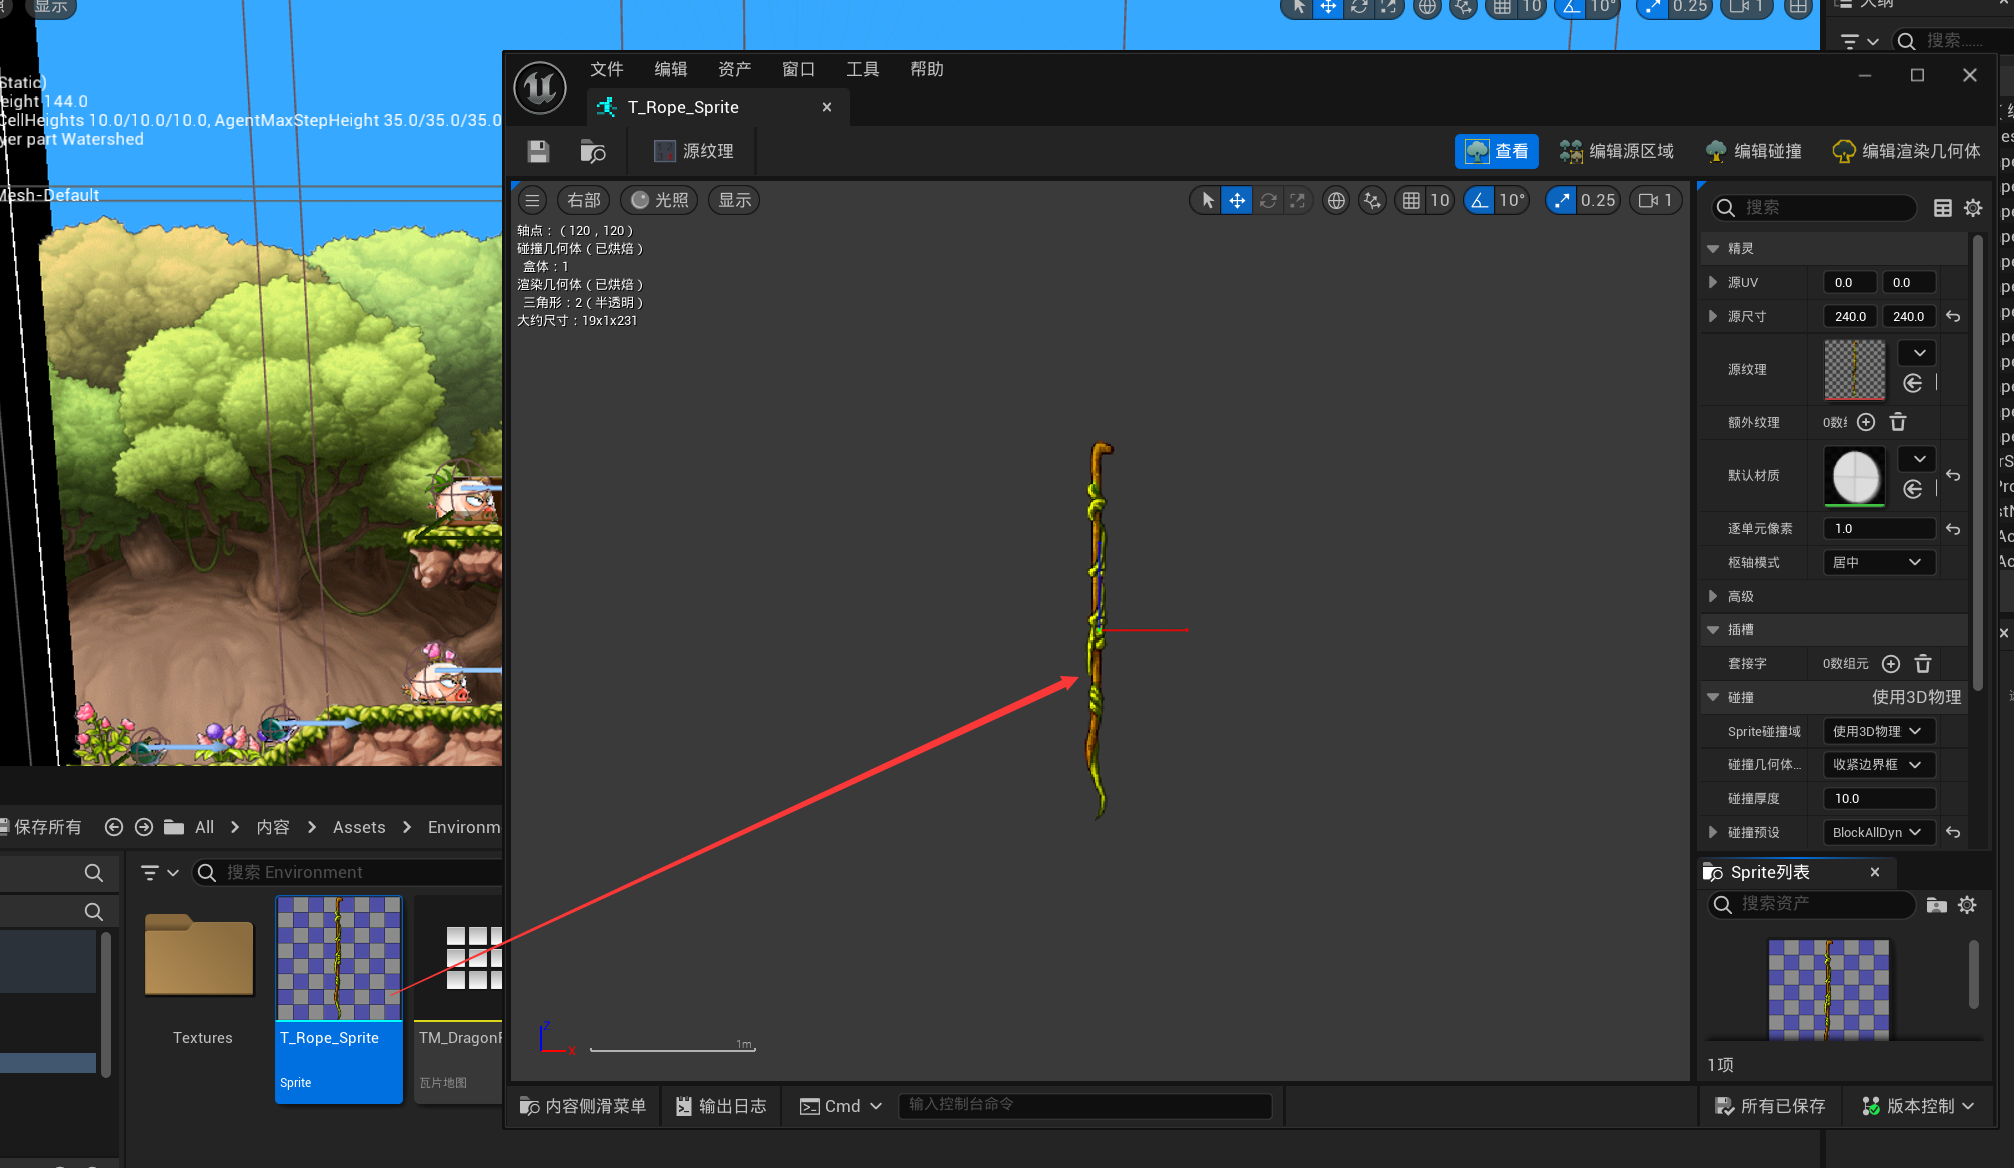 显示
10
10°
0.25
1
大纲
搜索......
Static)
eight 144.0
CellHeights 10.0/10.0/10.0, AgentMaxStepHeight 35.0/35.0/35.0
yer part Watershed
Mesh-Default
文件 编辑 资产 窗口 工具 帮助
T_Rope_Sprite
源纹理
查看
编辑源区域
编辑碰撞
编辑渲染几何体
右部
光照
显示
10
10°
0.25
1
轴点：（120，120）
碰撞几何体（已烘焙）
盒体：1
渲染几何体（已烘焙）
三角形：2（半透明）
大约尺寸：19x1x231
1m
Z
X
搜索
精灵
源UV 0.0 0.0
源尺寸 240.0 240.0
源纹理
额外纹理 0数组
默认材质
逐单元像素 1.0
枢轴模式 居中
高级
插槽
套接字 0数组元
碰撞 使用3D物理
Sprite碰撞域 使用3D物理
碰撞几何体... 收紧边界框
碰撞厚度 10.0
碰撞预设 BlockAllDyn
Sprite列表
搜索资产
1项
保存所有
All > 内容 > Assets > Environm
搜索 Environment
Textures
T_Rope_Sprite
Sprite
TM_Dragon
瓦片地图
内容侧滑菜单
输出日志
Cmd
输入控制台命令
所有已保存
版本控制